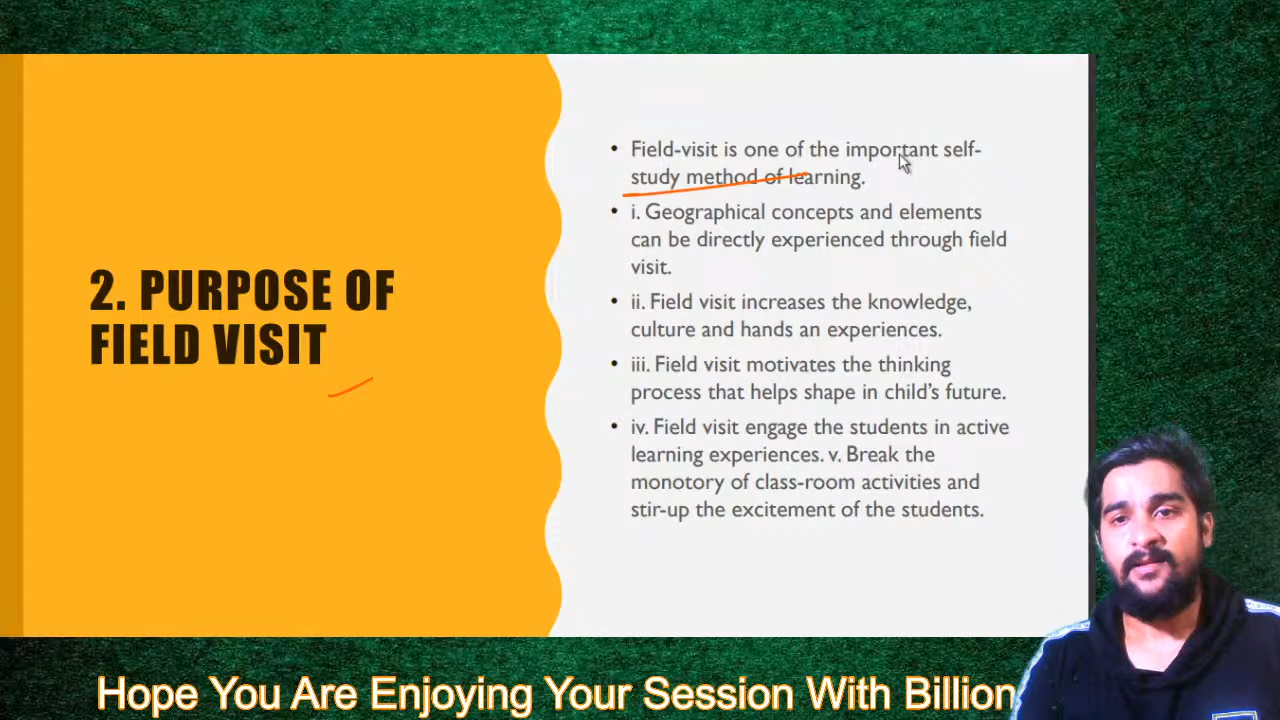 2. PURPOSE OF
FIELD VISIT
• Field-visit is one of the important self-
study method of learning.
• i. Geographical concepts and elements
can be directly experienced through field
visit.
• ii. Field visit increases the knowledge,
culture and hands an experiences.
• iii. Field visit motivates the thinking
process that helps shape in child’s future.
• iv. Field visit engage the students in active
learning experiences. v. Break the
monotory of class-room activities and
stir-up the excitement of the students.
Hope You Are Enjoying Your Session With Billion